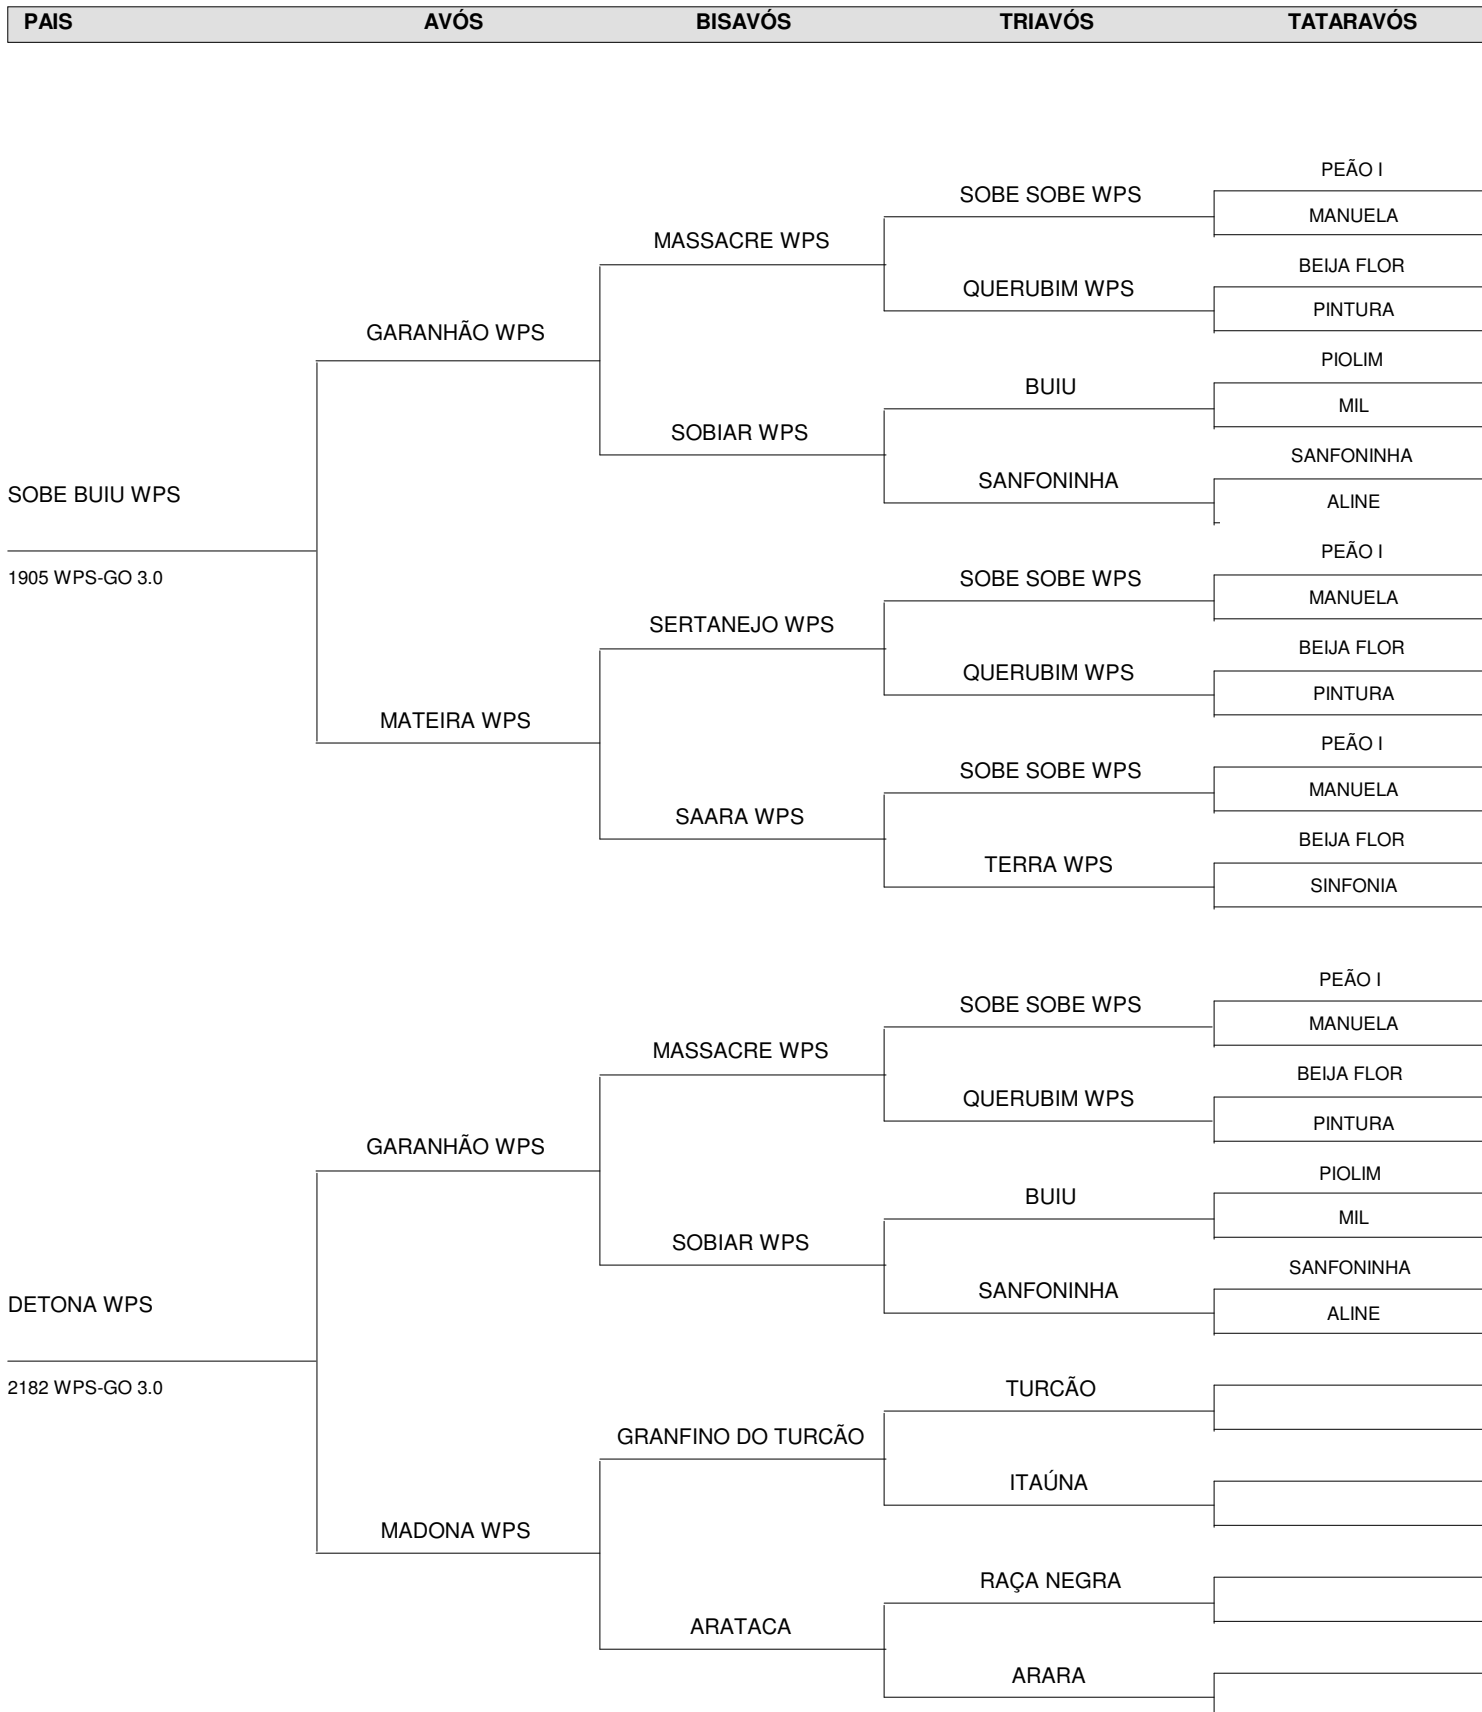 PAIS AVÓS BISAVÓS TRIAVÓS TATARAVÓS
PEÃO I
SOBE SOBE WPS
MANUELA
MASSACRE WPS
BEIJA FLOR
QUERUBIM WPS
PINTURA
GARANHÃO WPS
PIOLIM
BUIU
MIL
SOBIAR WPS
SANFONINHA
SANFONINHA
SOBE BUIU WPS
ALINE
PEÃO I
1905 WPS-GO 3.0
SOBE SOBE WPS
MANUELA
SERTANEJO WPS
BEIJA FLOR
QUERUBIM WPS
PINTURA
MATEIRA WPS
PEÃO I
SOBE SOBE WPS
MANUELA
SAARA WPS
BEIJA FLOR
TERRA WPS
SINFONIA
PEÃO I
SOBE SOBE WPS
MANUELA
MASSACRE WPS
BEIJA FLOR
QUERUBIM WPS
PINTURA
GARANHÃO WPS
PIOLIM
BUIU
MIL
SOBIAR WPS
SANFONINHA
SANFONINHA
DETONA WPS
ALINE
2182 WPS-GO 3.0
TURCÃO
GRANFINO DO TURCÃO
ITAÚNA
MADONA WPS
RAÇA NEGRA
ARATACA
ARARA